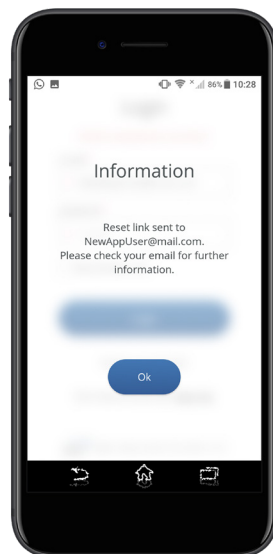 86% 10:28
Information
Reset link sent to
NewAppUser@mail.com.
Please check your email for further
information.
Ok